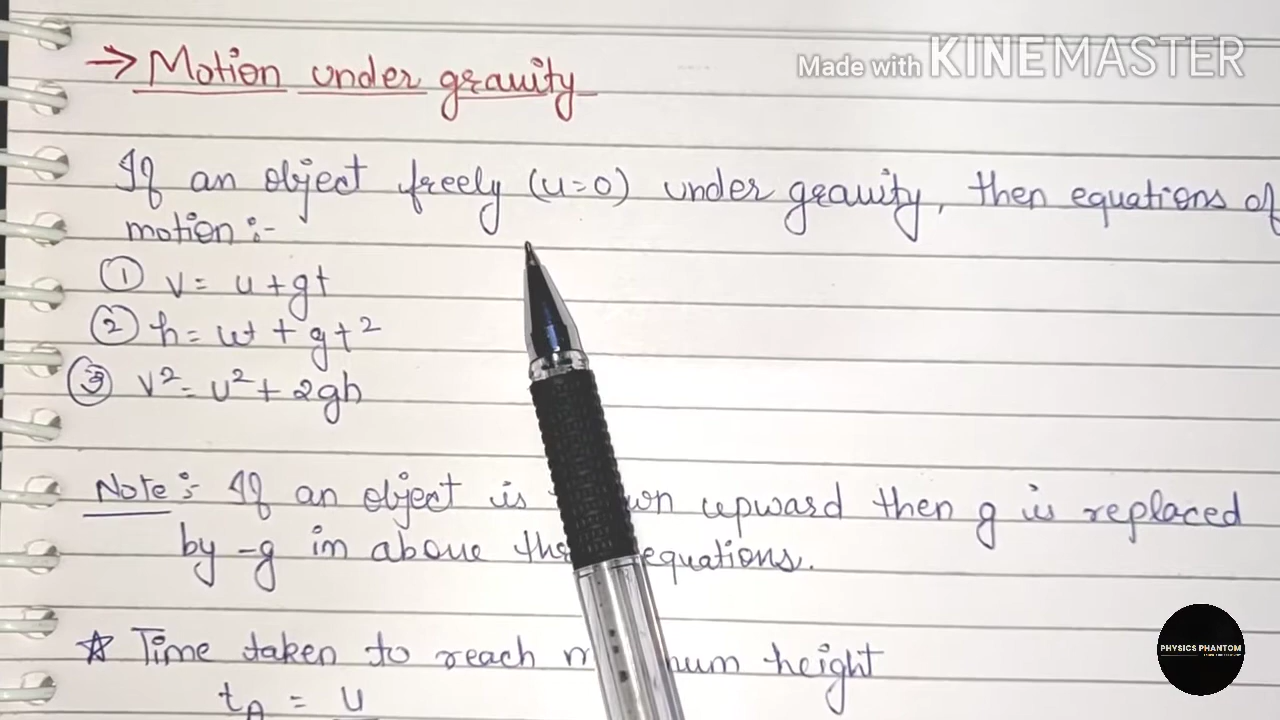 Made with KINEMASTER
→ Motion under gravity
If an object freely (u=0) under gravity, then equations of
motion :-
① v = u + gt
② h = ut + gt²
③ v² = u² + 2gh
Note :- If an object is upward then g is replaced
by -g in above equations.
☆ Time taken to reach height
tA = u
PHYSICS PHANTOM